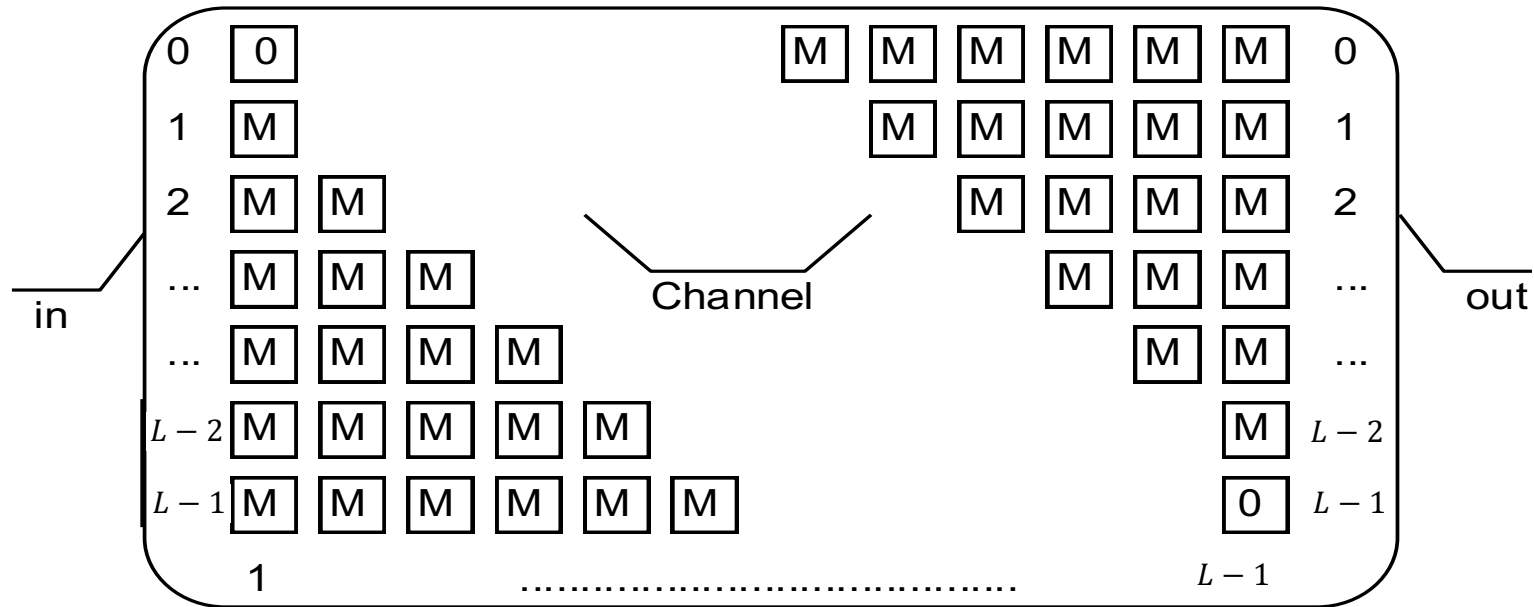 0 0 M M M M M M 0
1 M M M M M M 1
2 M M M M M M 2
... M M M M M M ...
in Channel out
... M M M M M M ...
L − 2 M M M M M M L − 2
L − 1 M M M M M M 0 L − 1
1 ........................................ L − 1